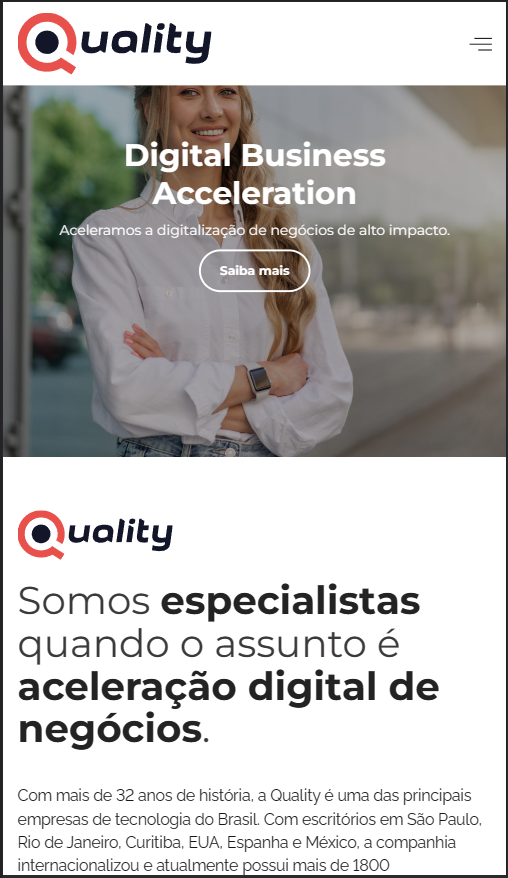 Quality
Digital Business
Acceleration
Aceleramos a digitalização de negócios de alto impacto.
Saiba mais
Quality
Somos especialistas
quando o assunto é
aceleração digital de
negócios.
Com mais de 32 anos de história, a Quality é uma das principais
empresas de tecnologia do Brasil. Com escritórios em São Paulo,
Rio de Janeiro, Curitiba, EUA, Espanha e México, a companhia
internacionalizou e atualmente possui mais de 1800